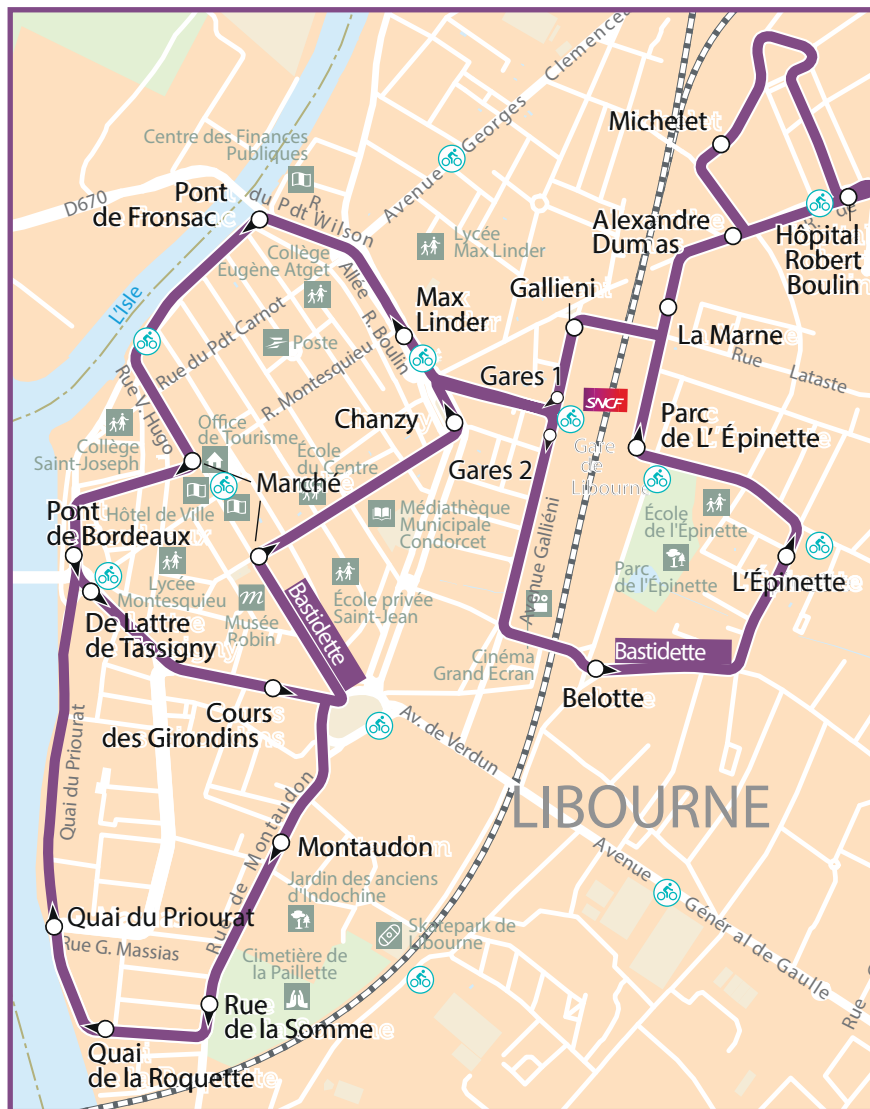 Michelet
Avenue Georges Clemenceau
Centre des Finances
Publiques
D670
Pont
de Fronsac
R. du Pdt Wilson
Alexandre
Dumas
Hôpital
Robert
Boulin
Lycée
Max Linder
Collège
Eugène Atget
L'Isle
Allée R. Boulin
Max
Linder
Gallieni
La Marne
Rue du Pdt Carnot
Poste
R. Montesquieu
Rue Lataste
Gares 1
SNCF
Rue V. Hugo
Chanzy
Parc
de L' Épinette
Office
de Tourisme
Collège
Saint-Joseph
École
du Centre
Gares 2
Gare
de
Libourne
Marché
Pont
de Bordeaux
Hôtel de Ville
Médiathèque
Municipale
Condorcet
École
de l'Épinette
Avenue Galliéni
Lycée
Montesquieu
Musée
Robin
École privée
Saint-Jean
Parc
de l'Épinette
L'Épinette
De Lattre
de Tassigny
Bastidette
Cinéma
Grand Ecran
Bastidette
Belotte
Cours
des Girondins
Av. de Verdun
Quai du Priourat
LIBOURNE
Rue de Montaudon
Montaudon
Avenue Général de Gaulle
Jardin des anciens
d'Indochine
Quai du Priourat
Rue G. Massias
Skatepark de
Libourne
Cimetière de
la Paillette
Rue
de la Somme
Quai
de la Roquette